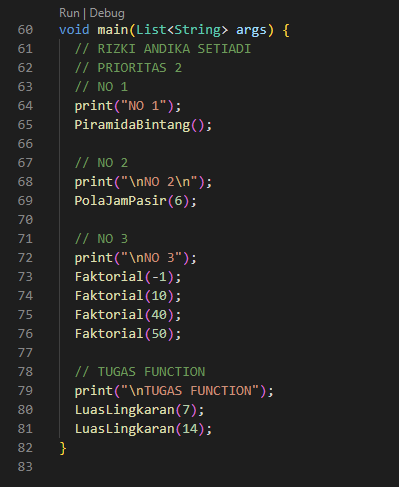 Run | Debug
60 void main(List<String> args) {
61 // RIZKI ANDIKA SETIADI
62 // PRIORITAS 2
63 // NO 1
64 print("NO 1");
65 PiramidaBintang();
66
67 // NO 2
68 print("\nNO 2\n");
69 PolaJamPasir(6);
70
71 // NO 3
72 print("\nNO 3");
73 Faktorial(-1);
74 Faktorial(10);
75 Faktorial(40);
76 Faktorial(50);
77
78 // TUGAS FUNCTION
79 print("\nTUGAS FUNCTION");
80 LuasLingkaran(7);
81 LuasLingkaran(14);
82 }
83